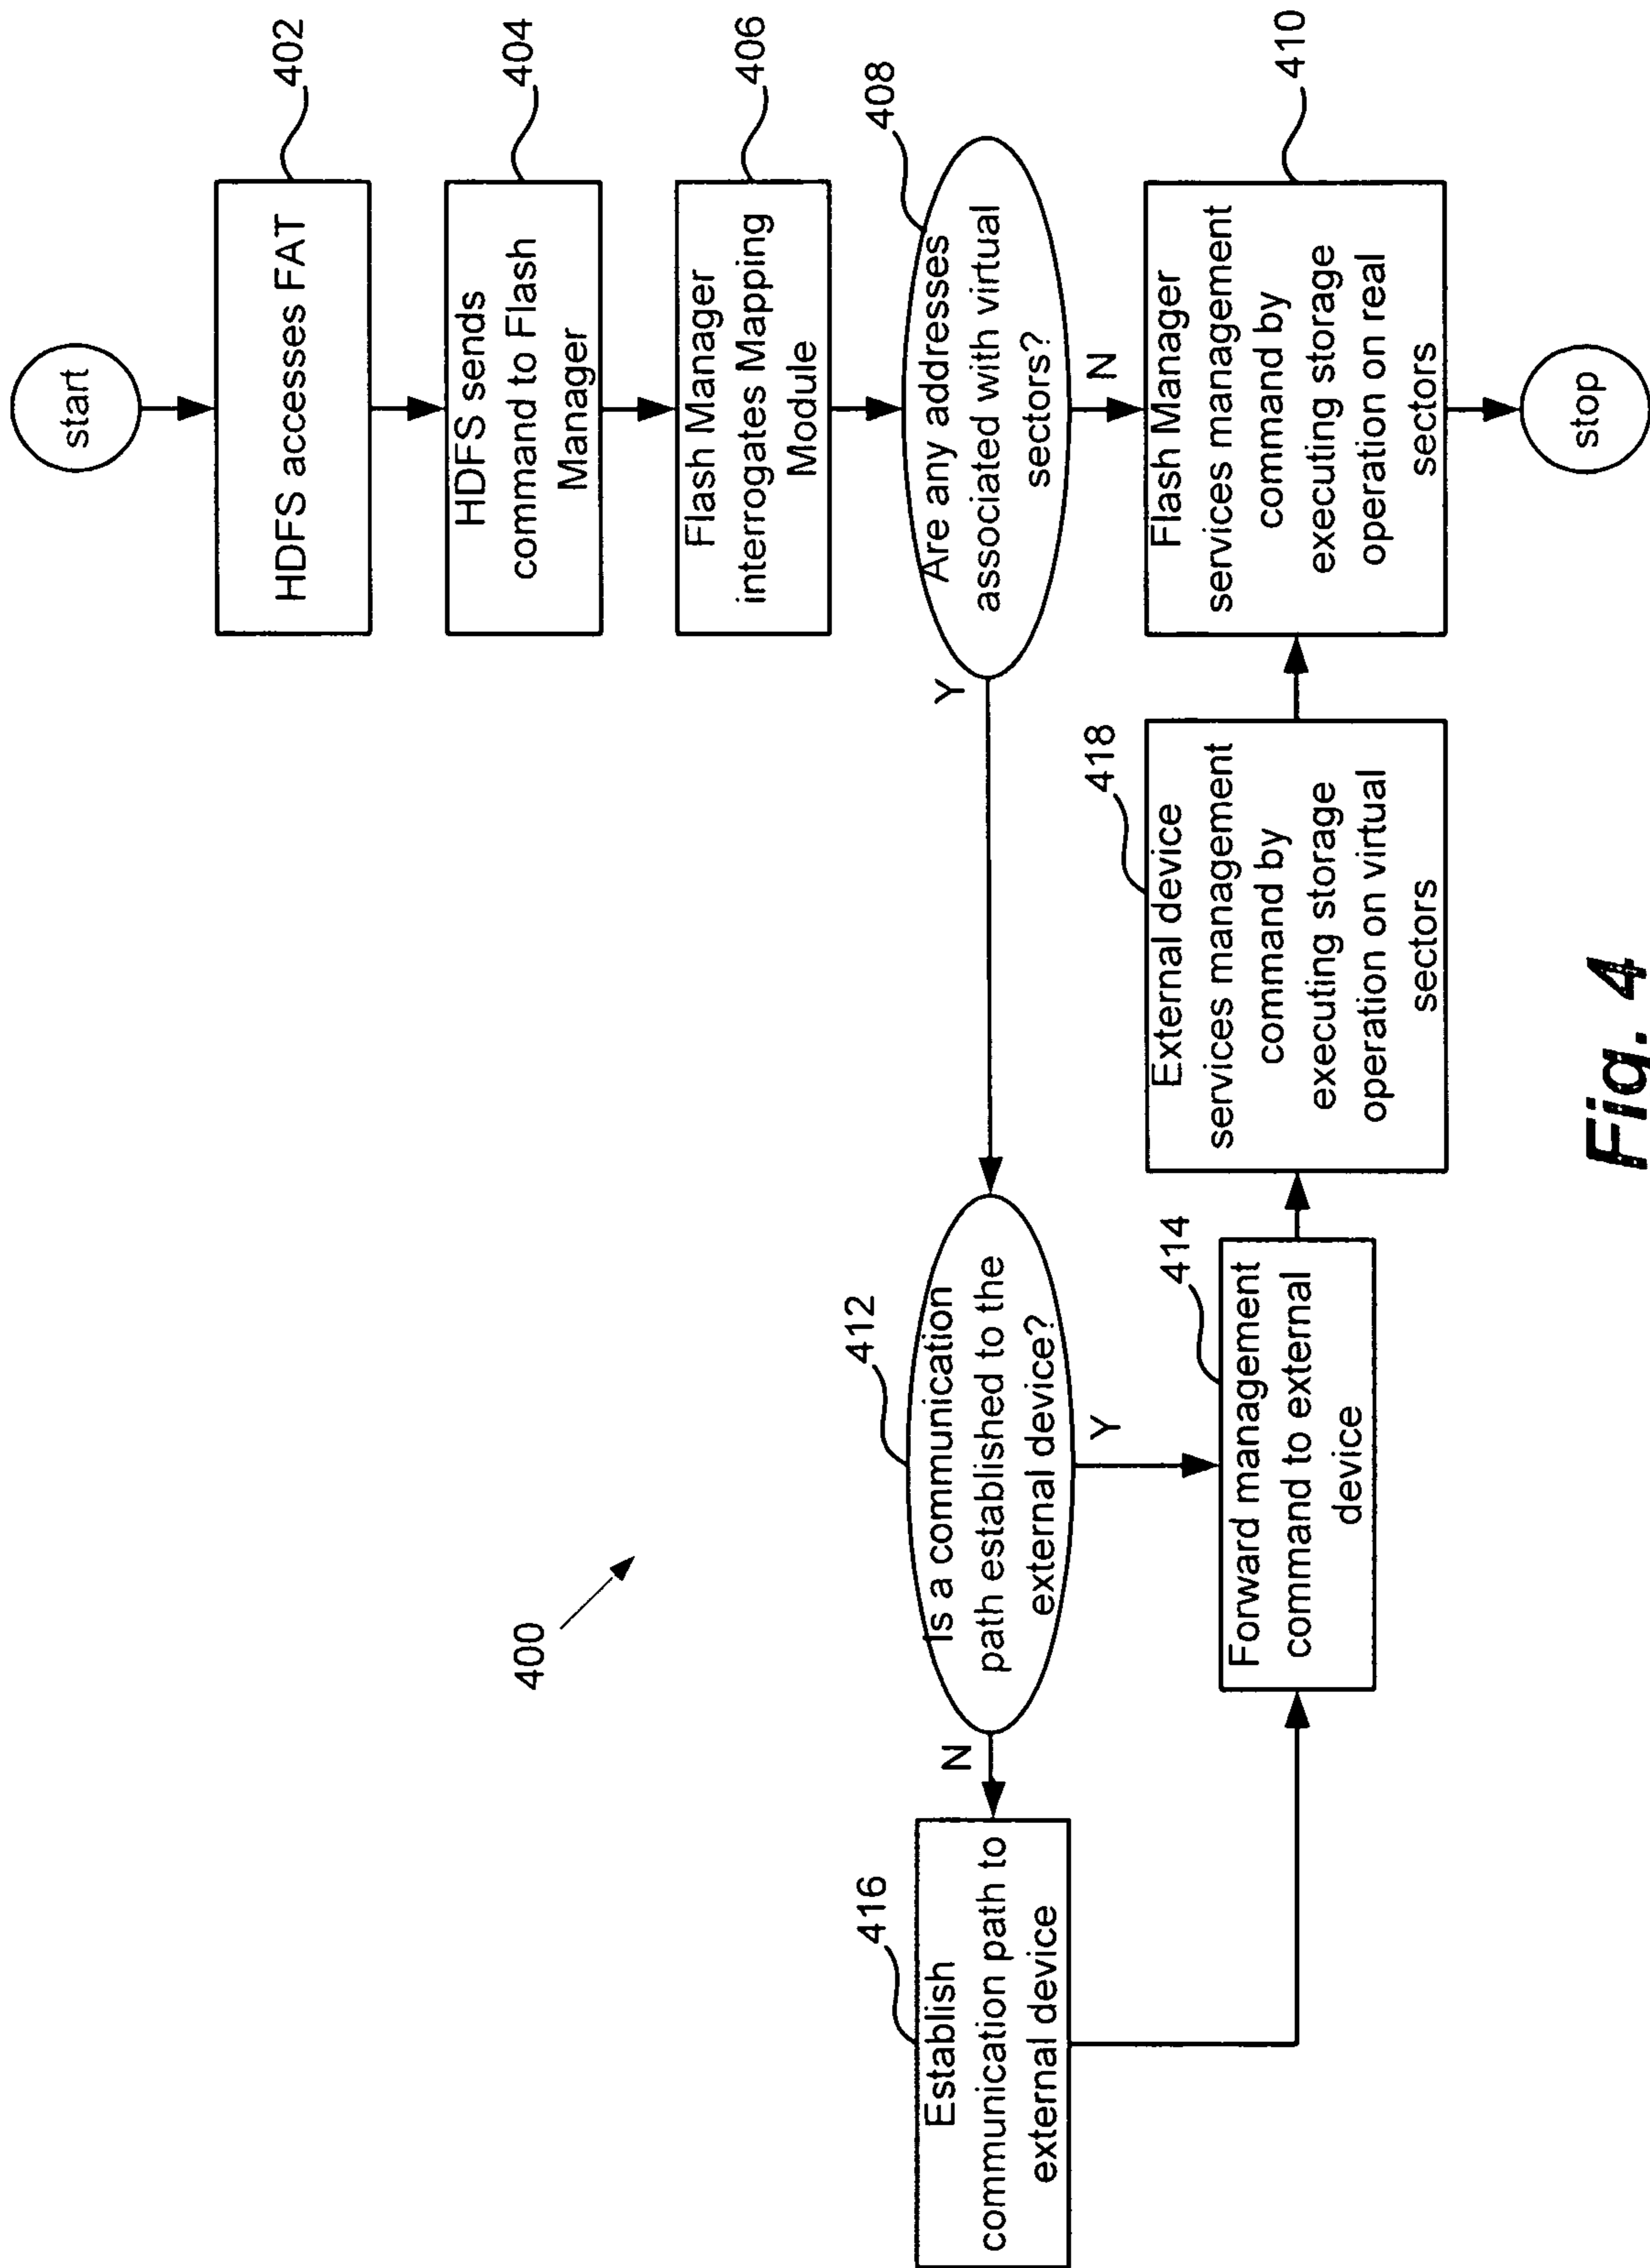 start
HDFS accesses FAT
402
HDFS sends
command to Flash
Manager
404
Flash Manager
interrogates Mapping
Module
406
Are any addresses
associated with virtual
sectors?
408
Y
N
Flash Manager
services management
command by
executing storage
operation on real
sectors
410
stop
400
Is a communication
path established to the
external device?
412
N
Y
Establish
communication path to
external device
416
Forward management
command to external
device
414
External device
services management
command by
executing storage
operation on virtual
sectors
418
Fig. 4